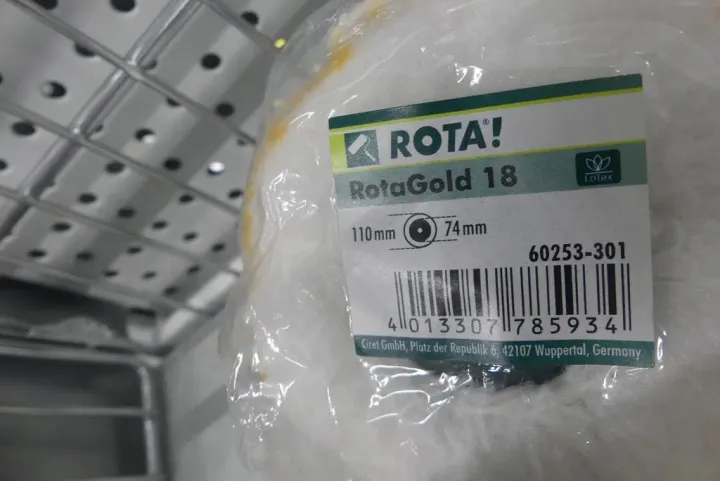 ROTA®!
RotaGold 18
Latex
110mm 74mm
60253-301
4 013307 785934
Ciret GmbH, Platz der Republik 6, 42107 Wuppertal, Germany